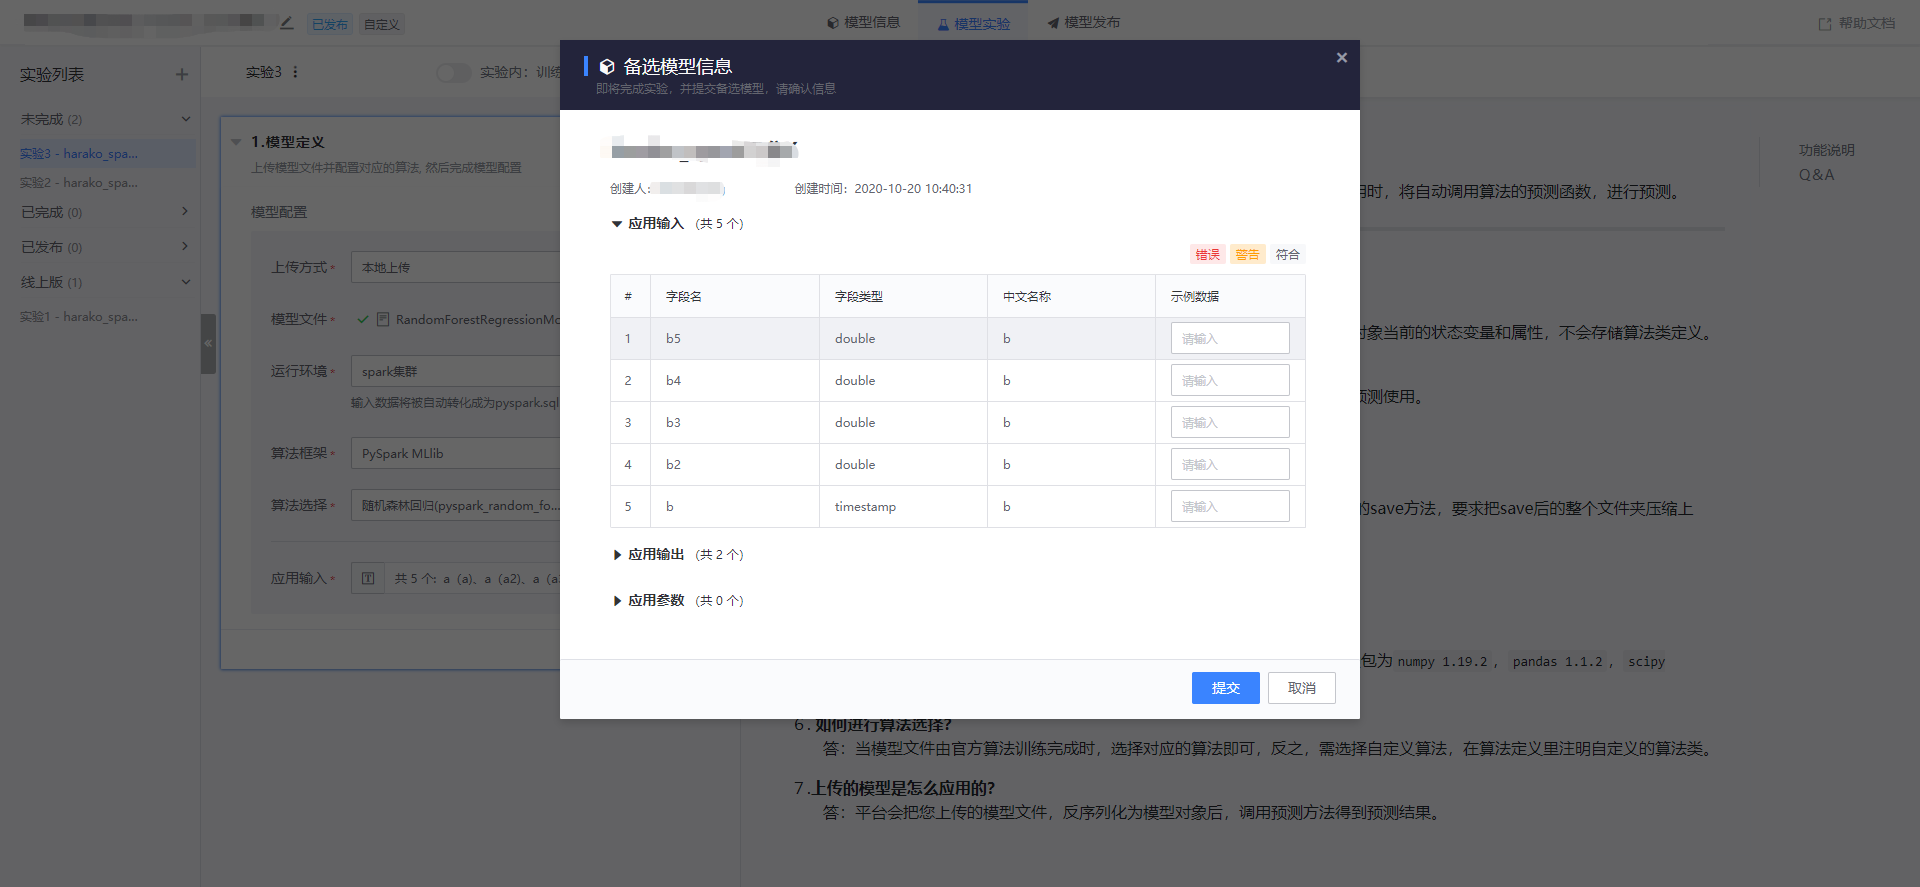 已发布
自定义
模型信息
模型实验
模型发布
帮助文档
实验列表
实验3
实验内：训练
未完成 (2)
实验3 - harako_spa...
实验2 - harako_spa...
已完成 (0)
已发布 (0)
线上版 (1)
实验1 - harako_spa...
1.模型定义
上传模型文件并配置对应的算法, 然后完成模型配置
模型配置
上传方式*
本地上传
模型文件*
RandomForestRegressionMo
运行环境*
spark集群
输入数据将被自动转化成为pyspark.sql
算法框架*
PySpark MLlib
算法选择*
随机森林回归(pyspark_random_fo...
应用输入*
共 5 个: a（a）、a（a2）、a（a
备选模型信息
即将完成实验，并提交备选模型，请确认信息
创建人:
创建时间：2020-10-20 10:40:31
应用输入 （共 5 个）
错误 警告 符合
# 字段名 字段类型 中文名称 示例数据
1 b5 double b 请输入
2 b4 double b 请输入
3 b3 double b 请输入
4 b2 double b 请输入
5 b timestamp b 请输入
应用输出 （共 2 个）
应用参数 （共 0 个）
提交 取消
功能说明
Q&A
用时，将自动调用算法的预测函数，进行预测。
对象当前的状态变量和属性，不会存储算法类定义。
预测使用。
的save方法，要求把save后的整个文件夹压缩上
包为 numpy 1.19.2 ， pandas 1.1.2 ， scipy
6 . 如何进行算法选择?
答：当模型文件由官方算法训练完成时，选择对应的算法即可，反之，需选择自定义算法，在算法定义里注明自定义的算法类。
7 .上传的模型是怎么应用的?
答：平台会把您上传的模型文件，反序列化为模型对象后，调用预测方法得到预测结果。